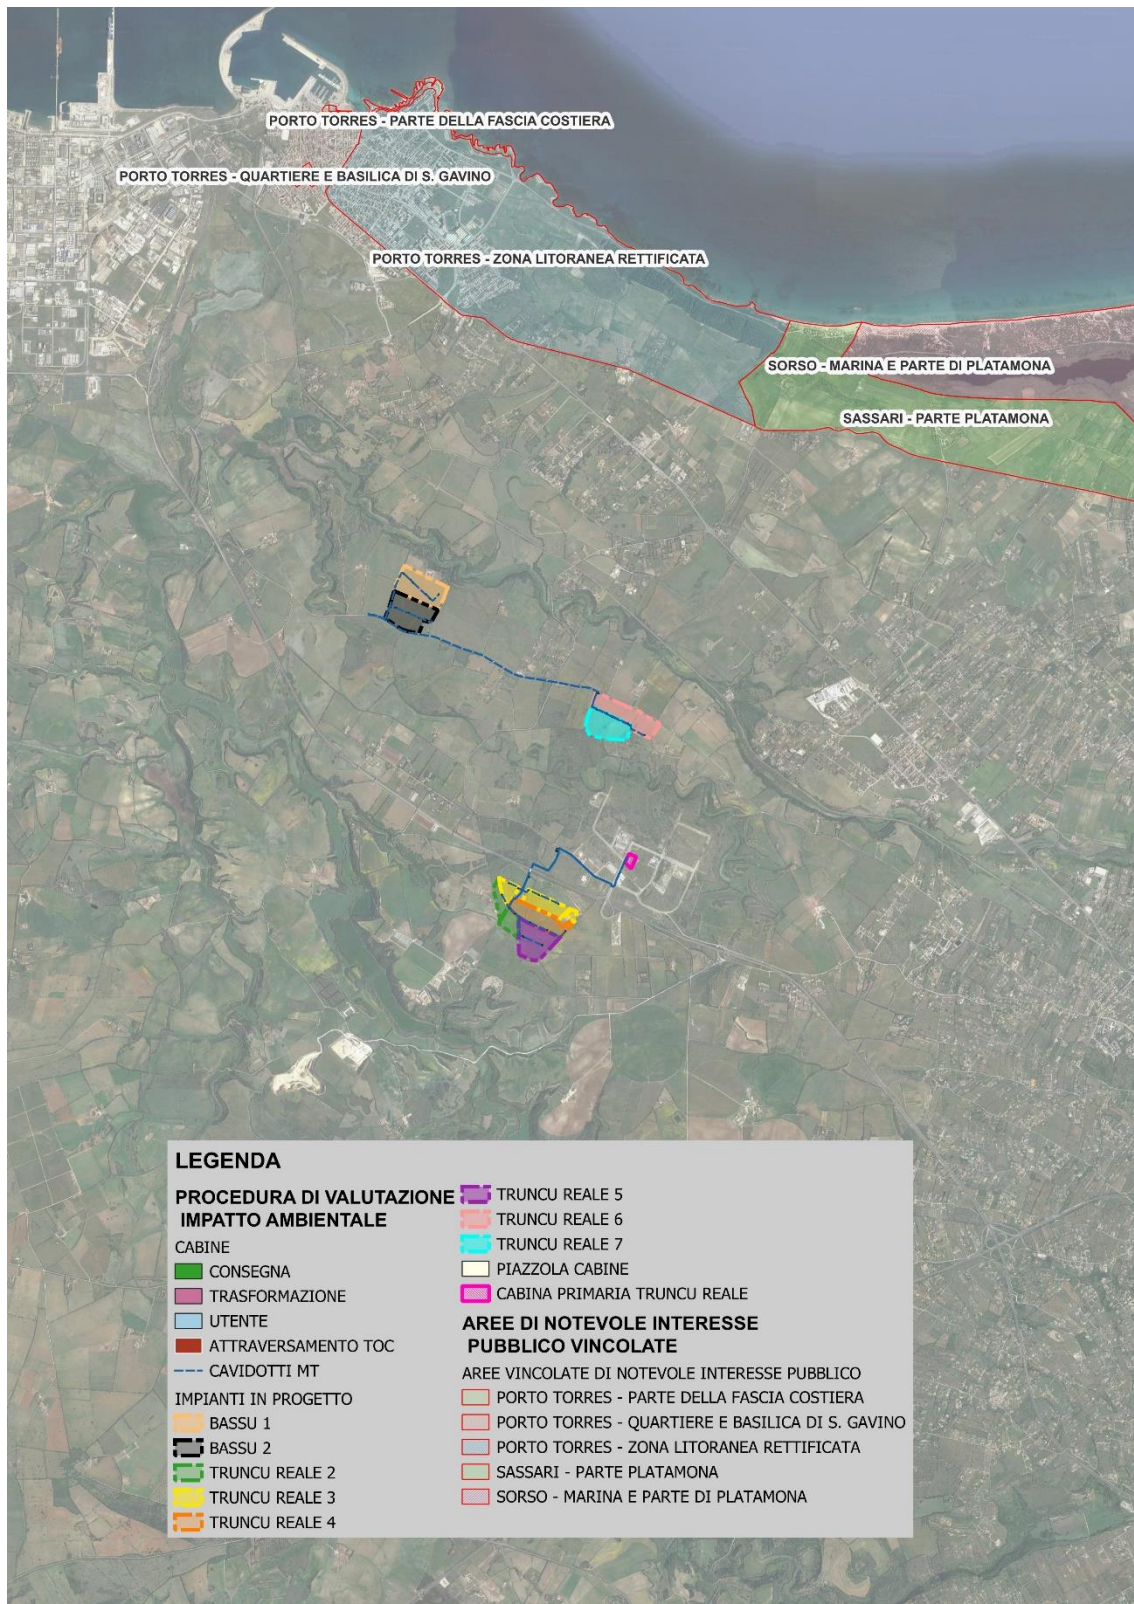 PORTO TORRES - PARTE DELLA FASCIA COSTIERA
PORTO TORRES - QUARTIERE E BASILICA DI S. GAVINO
PORTO TORRES - ZONA LITORANEA RETTIFICATA
SORSO - MARINA E PARTE DI PLATAMONA
SASSARI - PARTE PLATAMONA
LEGENDA
PROCEDURA DI VALUTAZIONE
IMPATTO AMBIENTALE
CABINE
CONSEGNA
TRASFORMAZIONE
UTENTE
ATTRAVERSAMENTO TOC
CAVIDOTTI MT
IMPIANTI IN PROGETTO
BASSU 1
BASSU 2
TRUNCU REALE 2
TRUNCU REALE 3
TRUNCU REALE 4
TRUNCU REALE 5
TRUNCU REALE 6
TRUNCU REALE 7
PIAZZOLA CABINE
CABINA PRIMARIA TRUNCU REALE
AREE DI NOTEVOLE INTERESSE
PUBBLICO VINCOLATE
AREE VINCOLATE DI NOTEVOLE INTERESSE PUBBLICO
PORTO TORRES - PARTE DELLA FASCIA COSTIERA
PORTO TORRES - QUARTIERE E BASILICA DI S. GAVINO
PORTO TORRES - ZONA LITORANEA RETTIFICATA
SASSARI - PARTE PLATAMONA
SORSO - MARINA E PARTE DI PLATAMONA